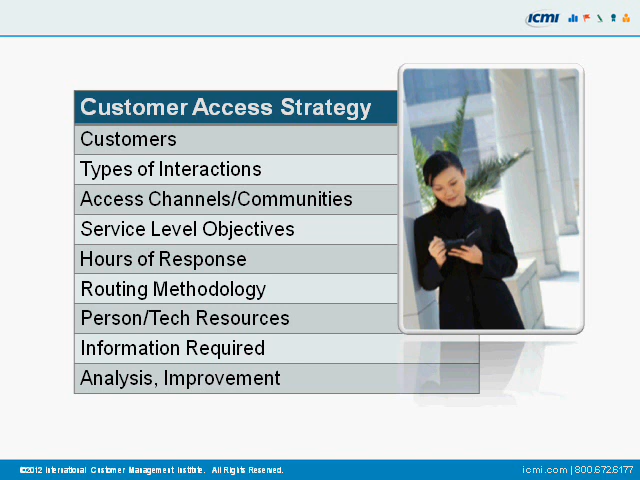 ICMI
Customer Access Strategy
Customers
Types of Interactions
Access Channels/Communities
Service Level Objectives
Hours of Response
Routing Methodology
Person/Tech Resources
Information Required
Analysis, Improvement
©2012 International Customer Management Institute. All Rights Reserved.
icmi.com | 800.672.6177